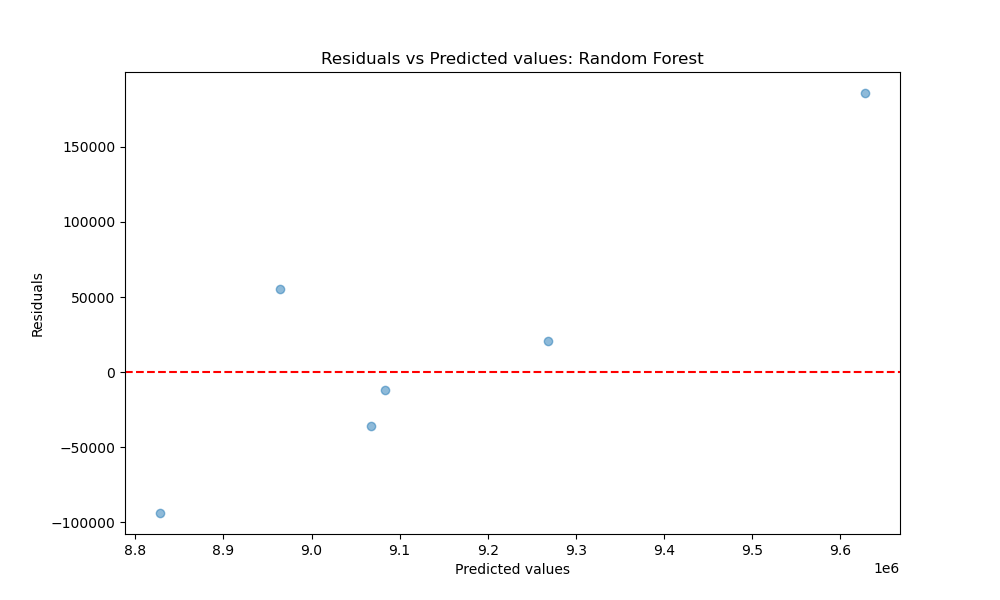 Residuals vs Predicted values: Random Forest
150000
100000
50000
0
−50000
−100000
Residuals
8.8 8.9 9.0 9.1 9.2 9.3 9.4 9.5 9.6
1e6
Predicted values